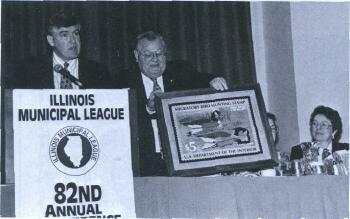 ILLINOIS
MUNICIPAL LEAGUE
ILLINOIS MUNICIPAL LEAGUE
82ND
ANNUAL
MIGRATORY BIRD HUNTING STAMP
$5
U.S. DEPARTMENT OF THE INTERIOR